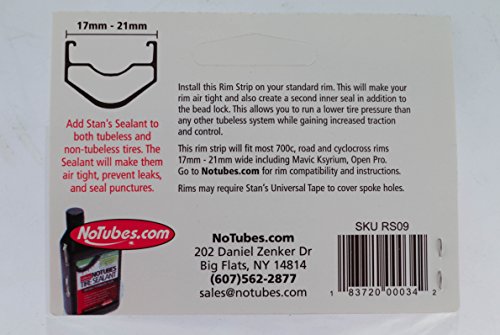 17mm - 21mm
Install this Rim Strip on your standard rim. This will make your
rim air tight and also create a second inner seal in addition to
the bead lock. This allows you to run a lower tire pressure than
any other tubeless system while gaining increased traction
and control.
This rim strip will fit most 700c, road and cyclocross rims
17mm - 21mm wide including Mavic Ksyrium, Open Pro.
Go to NoTubes.com for rim compatibility and instructions.
Rims may require Stan's Universal Tape to cover spoke holes.
Add Stan's Sealant to
both tubeless and
non-tubeless tires. The
Sealant will make them
air tight, prevent leaks,
and seal punctures.
NoTubes.com
NOTUBES
TIRE SEALANT
NoTubes.com
202 Daniel Zenker Dr
Big Flats, NY 14814
(607)562-2877
sales@notubes.com
SKU RS09
1 83720 00034 2